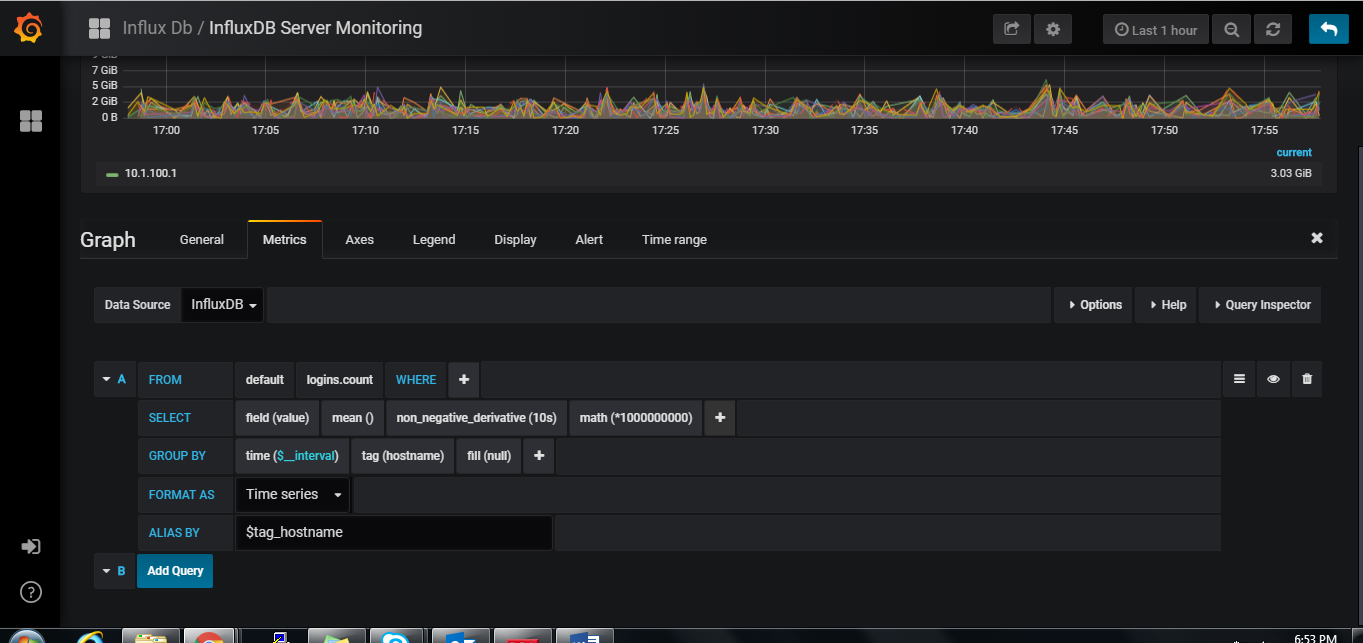 Influx Db / InfluxDB Server Monitoring
Last 1 hour
7 GiB
5 GiB
2 GiB
0 B
17:00 17:05 17:10 17:15 17:20 17:25 17:30 17:35 17:40 17:45 17:50 17:55
current
10.1.100.1 3.03 GiB
Graph General Metrics Axes Legend Display Alert Time range
Data Source InfluxDB Options Help Query Inspector
A FROM default logins.count WHERE +
SELECT field (value) mean () non_negative_derivative (10s) math (*1000000000) +
GROUP BY time ($__interval) tag (hostname) fill (null) +
FORMAT AS Time series
ALIAS BY $tag_hostname
B Add Query
6:53 PM